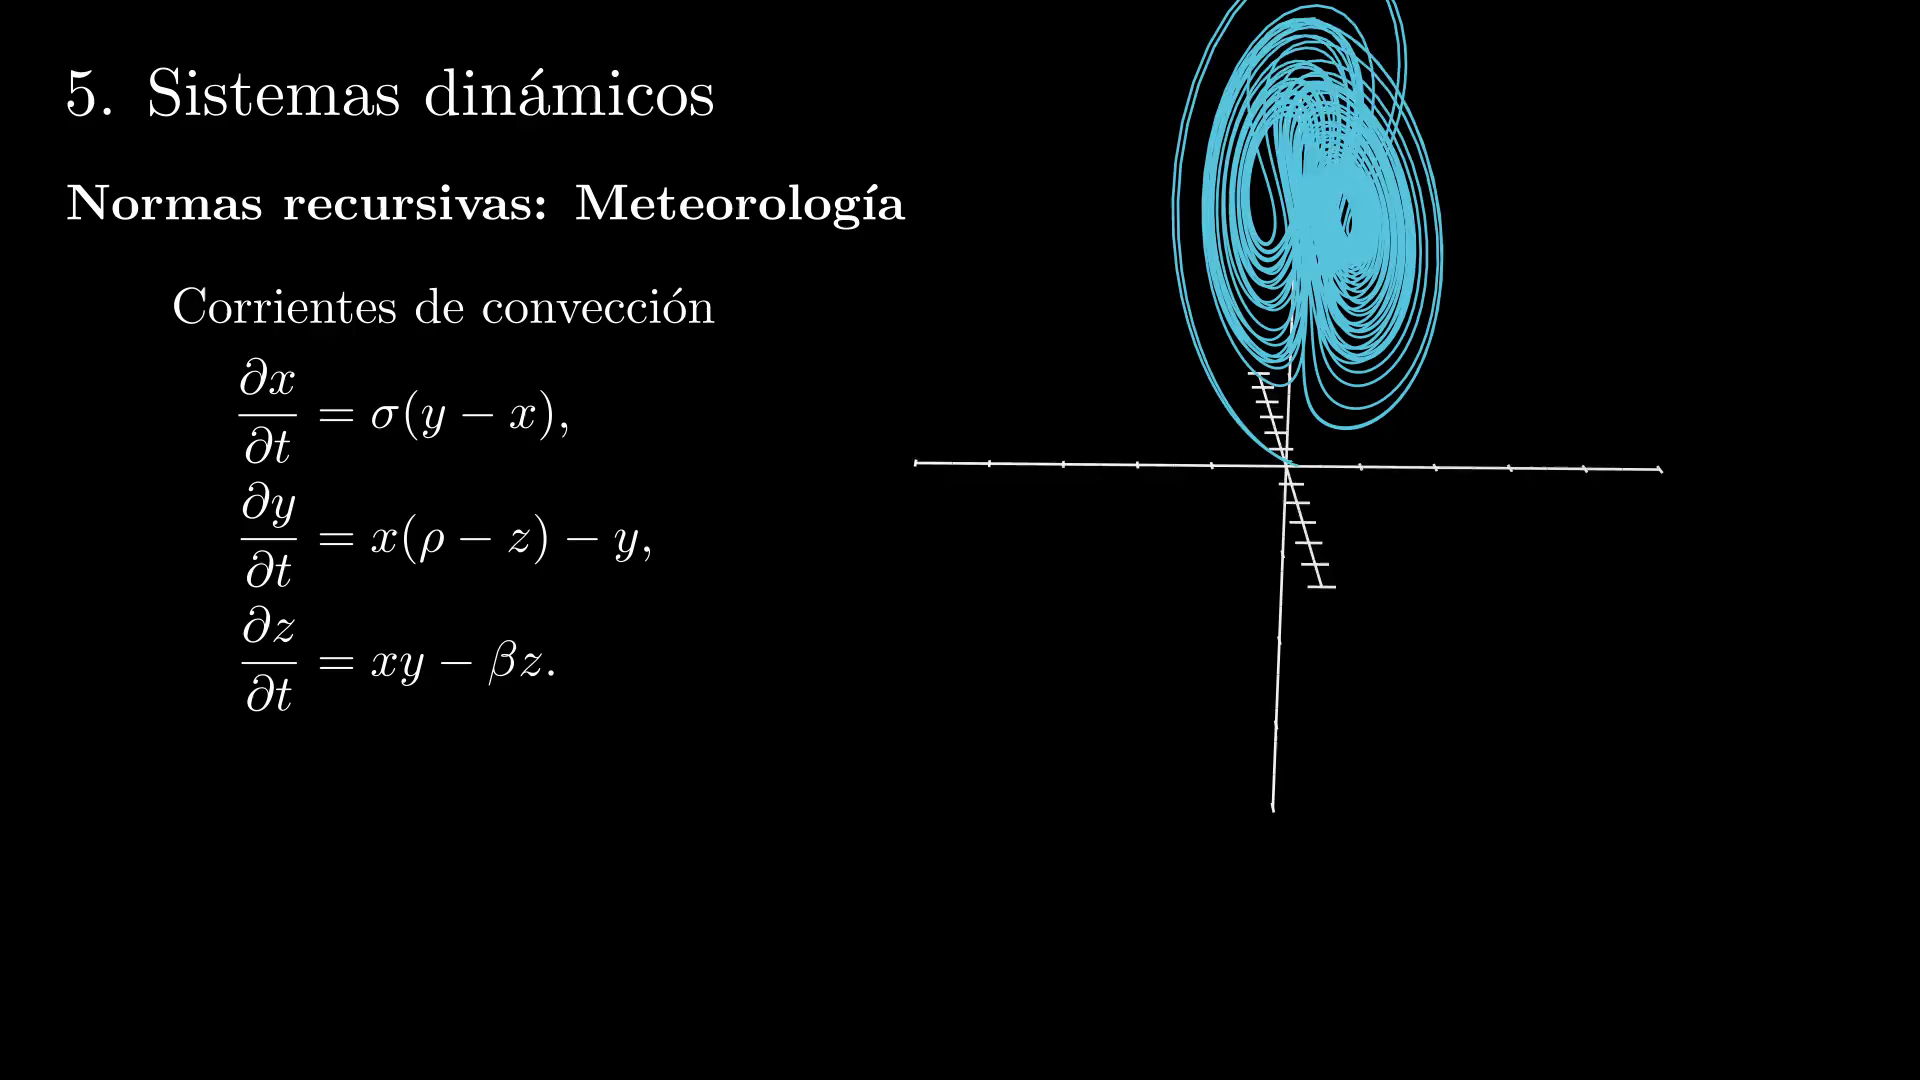 5. Sistemas dinámicos
Normas recursivas: Meteorología
Corrientes de convección
∂x/∂t = σ(y − x),
∂y/∂t = x(ρ − z) − y,
∂z/∂t = xy − βz.